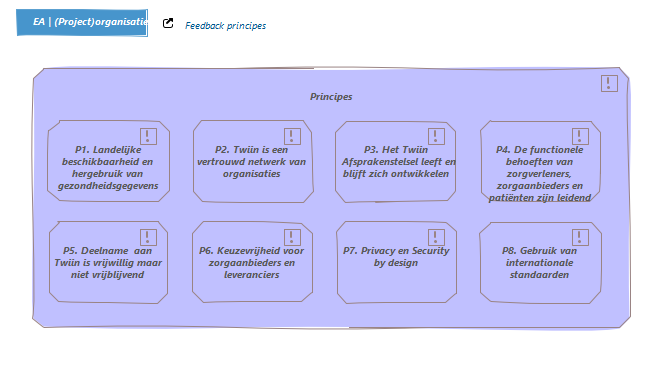 EA | (Project)organisatie
Feedback principes
Principes
P1. Landelijke
beschikbaarheid en
hergebruik van
gezondheidsgegevens
P2. Twiin is een
vertrouwd netwerk van
organisaties
P3. Het Twiin
Afsprakenstelsel leeft en
blijft zich ontwikkelen
P4. De functionele
behoeften van
zorgverleners,
zorgaanbieders en
patiënten zijn leidend
P5. Deelname aan
Twiin is vrijwillig maar
niet vrijblijvend
P6. Keuzevrijheid voor
zorgaanbieders en
leveranciers
P7. Privacy en Security
by design
P8. Gebruik van
internationale
standaarden